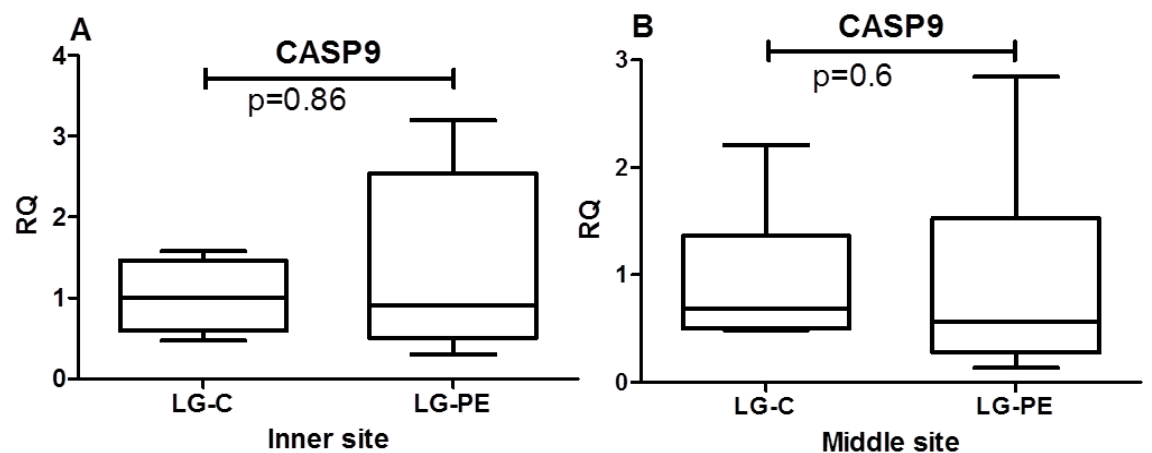 A
CASP9
p=0.86
4
3
2
1
0
RQ
LG-C LG-PE
Inner site
B
CASP9
p=0.6
3
2
1
0
RQ
LG-C LG-PE
Middle site